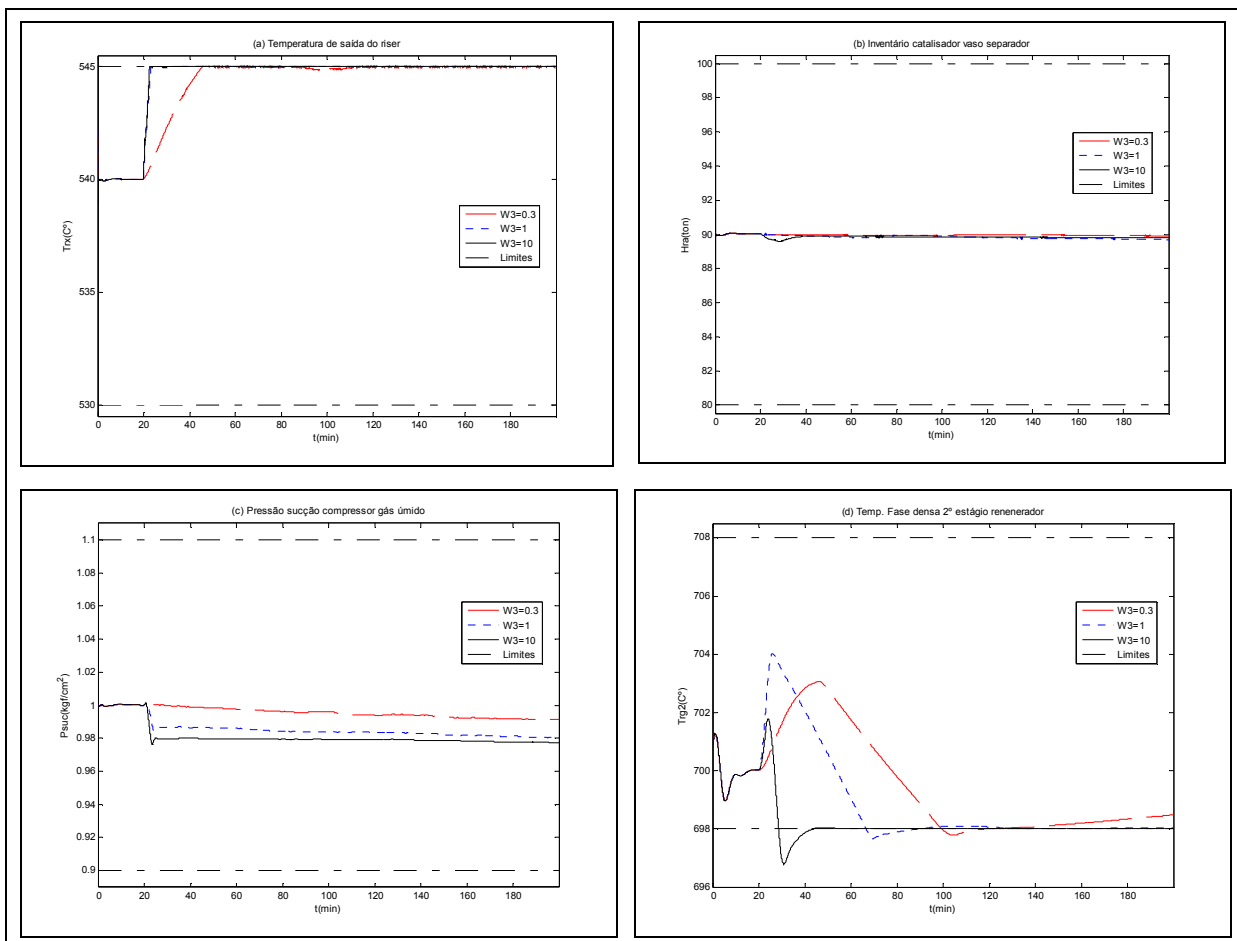 (a) Temperatura de saída do riser
545
540
535
530
Trx(Cº)
0 20 40 60 80 100 120 140 160 180
t(min)
W3=0.3
W3=1
W3=10
Limites
(b) Inventário catalisador vaso separador
100
98
96
94
92
90
88
86
84
82
80
Hra(ton)
0 20 40 60 80 100 120 140 160 180
t(min)
W3=0.3
W3=1
W3=10
Limites
(c) Pressão sucção compressor gás úmido
1.1
1.08
1.06
1.04
1.02
1
0.98
0.96
0.94
0.92
0.9
Psuc(kgf/cm²)
0 20 40 60 80 100 120 140 160 180
t(min)
W3=0.3
W3=1
W3=10
Limites
(d) Temp. Fase densa 2º estágio renenerador
708
706
704
702
700
698
696
Trg2(Cº)
0 20 40 60 80 100 120 140 160 180
t(min)
W3=0.3
W3=1
W3=10
Limites